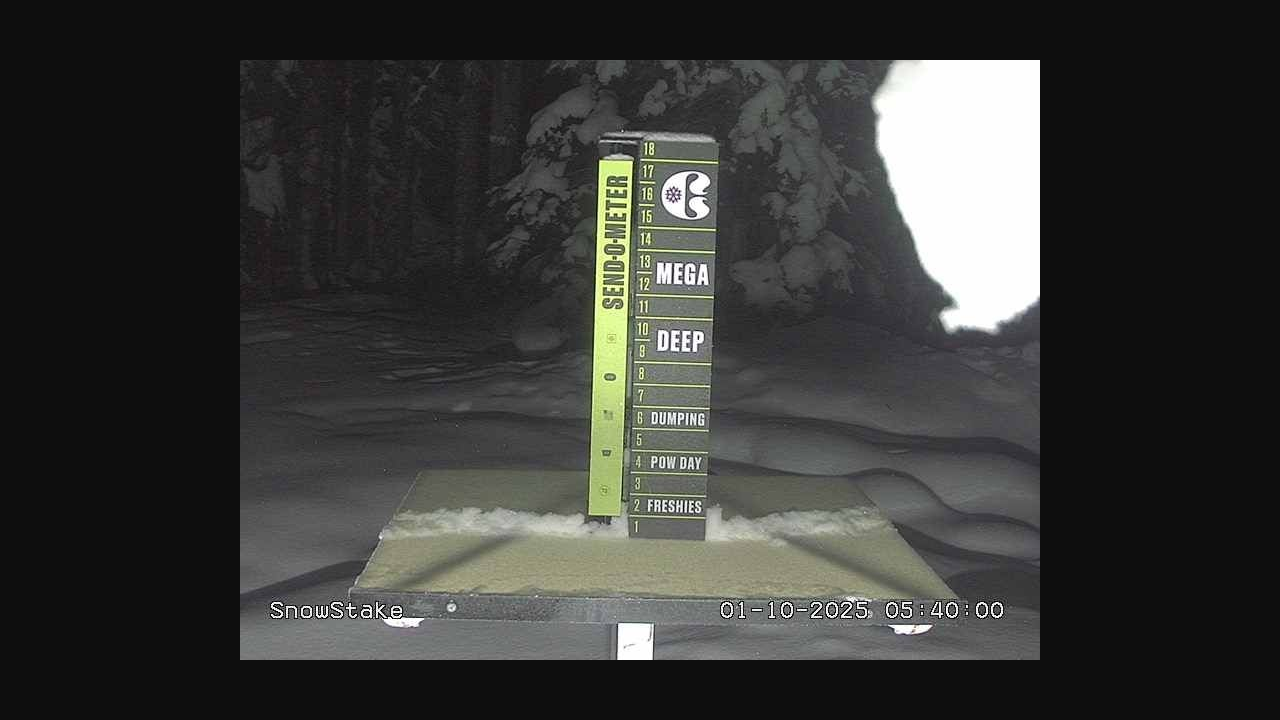 18
17
16
15
14
13
12
MEGA
11
10
9
DEEP
8
7
6 DUMPING
5
4 POW DAY
3
2 FRESHIES
1
SEND-O-METER
SnowStake
01-10-2025 05:40:00